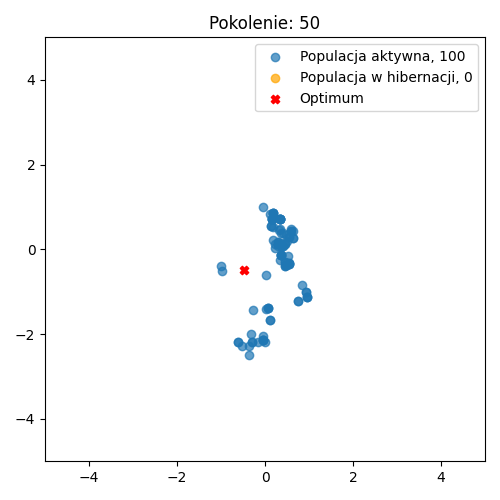 Pokolenie: 50
Populacja aktywna, 100
Populacja w hibernacji, 0
Optimum
4
2
0
−2
−4
−4 −2 0 2 4